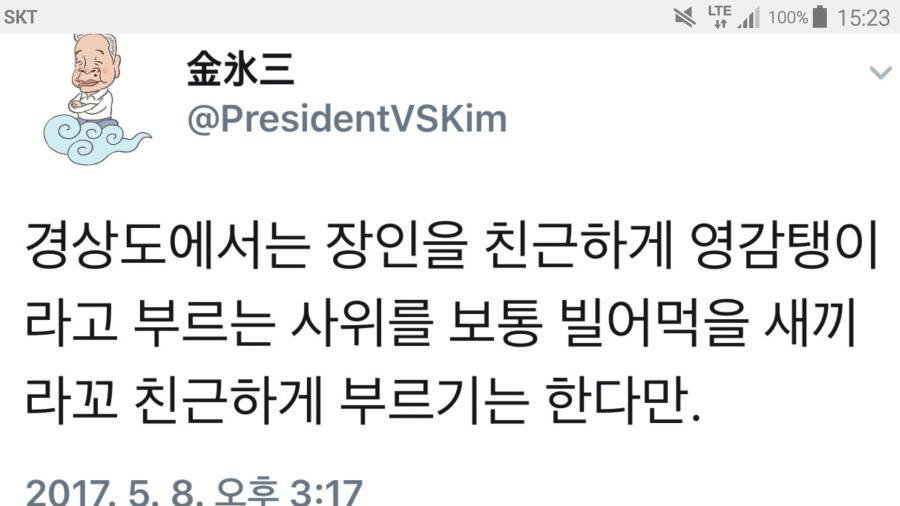 SKT LTE 100% 15:23
金氷三
@PresidentVSKim
경상도에서는 장인을 친근하게 영감탱이
라고 부르는 사위를 보통 빌어먹을 새끼
라꼬 친근하게 부르기는 한다만.
2017. 5. 8. 오후 3:17